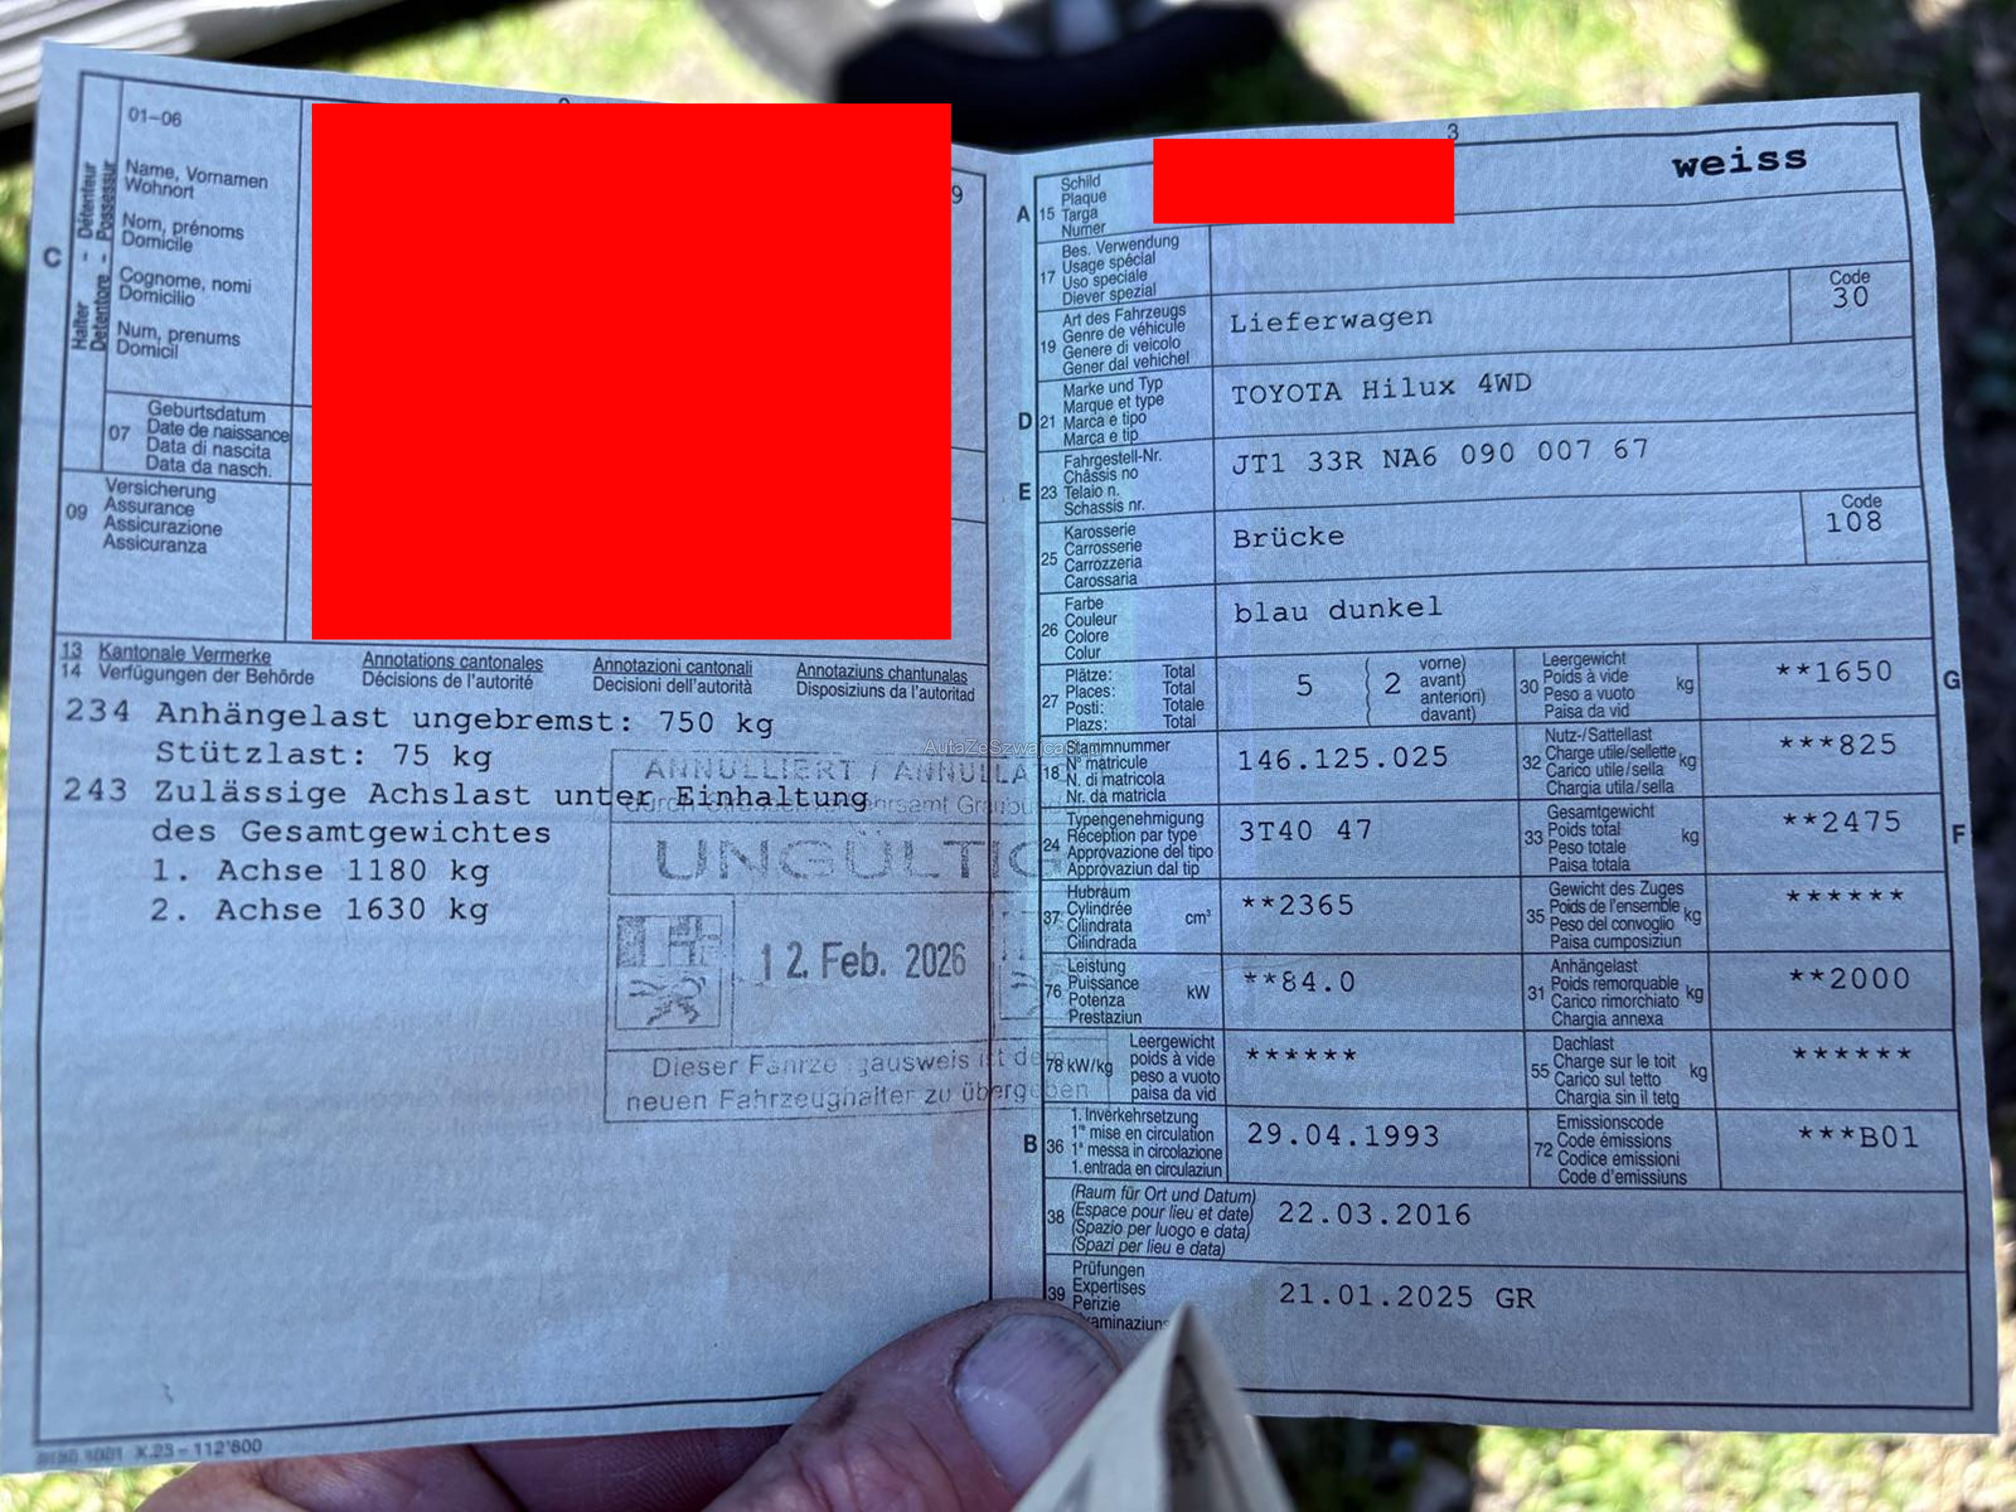 01-06
Halter - Détenteur
Detentore - Possessur
C
Name, Vornamen
Wohnort
Nom, prénoms
Domicile
Cognome, nomi
Domicilio
Num, prenums
Domicil
9
07
Geburtsdatum
Date de naissance
Data di nascita
Data da nasch.
09
Versicherung
Assurance
Assicurazione
Assicuranza
13 Kantonale Vermerke Annotations cantonales Annotazioni cantonali Annotaziuns chantunalas
14 Verfügungen der Behörde Décisions de l'autorité Decisioni dell'autorità Disposiziuns da l'autoritad
234 Anhängelast ungebremst: 750 kg
Stützlast: 75 kg
243 Zulässige Achslast unter Einhaltung
des Gesamtgewichtes
1. Achse 1180 kg
2. Achse 1630 kg
ANNULLIERT / ANNULLA
UNGÜLTIG
12. Feb. 2026
Dieser Fahrzeugausweis ist dem
neuen Fahrzeughalter zu übergeben
X.23 - 112'800
3
A 15
Schild
Plaque
Targa
Numer
weiss
17
Bes. Verwendung
Usage spécial
Uso speciale
Diever spezial
19
Art des Fahrzeugs
Genre de véhicule
Genere di veicolo
Gener dal vehichel
Lieferwagen
Code
30
D 21
Marke und Typ
Marque et type
Marca e tipo
Marca e tip
TOYOTA Hilux 4WD
E 23
Fahrgestell-Nr.
Châssis no
Telaio n.
Schassis nr.
JT1 33R NA6 090 007 67
25
Karosserie
Carrosserie
Carrozzeria
Carossaria
Brücke
Code
108
26
Farbe
Couleur
Colore
Colur
blau dunkel
27
Plätze: Total
Places: Total
Posti: Totale
Plazs: Total
5
2
vorne)
avant)
anteriori)
davant)
30
Leergewicht
Poids à vide
Peso a vuoto
Paisa da vid
kg
**1650
G
AutaZeSzwajcarii
18
Stammnummer
N° matricule
N. di matricola
Nr. da matricla
146.125.025
32
Nutz-/Sattellast
Charge utile/sellette
Carico utile/sella
Chargia utila/sella
kg
***825
24
Typengenehmigung
Réception par type
Approvazione del tipo
Approvaziun dal tip
3T40 47
33
Gesamtgewicht
Poids total
Peso totale
Paisa totala
kg
**2475
F
37
Hubraum
Cylindrée
Cilindrata
Cilindrada
cm³
**2365
35
Gewicht des Zuges
Poids de l'ensemble
Peso del convoglio
Paisa cumposiziun
kg
******
76
Leistung
Puissance
Potenza
Prestaziun
kW
**84.0
31
Anhängelast
Poids remorquable
Carico rimorchiato
Chargia annexa
kg
**2000
78 kW/kg
Leergewicht
poids à vide
peso a vuoto
paisa da vid
******
55
Dachlast
Charge sur le toit
Carico sul tetto
Chargia sin il tetg
kg
******
B 36
1. Inverkehrsetzung
1re mise en circulation
1a messa in circolazione
1. entrada en circulaziun
29.04.1993
72
Emissionscode
Code émissions
Codice emissioni
Code d'emissiuns
***B01
38
(Raum für Ort und Datum)
(Espace pour lieu et date)
(Spazio per luogo e data)
(Spazi per lieu e data)
22.03.2016
39
Prüfungen
Expertises
Perizie
21.01.2025 GR